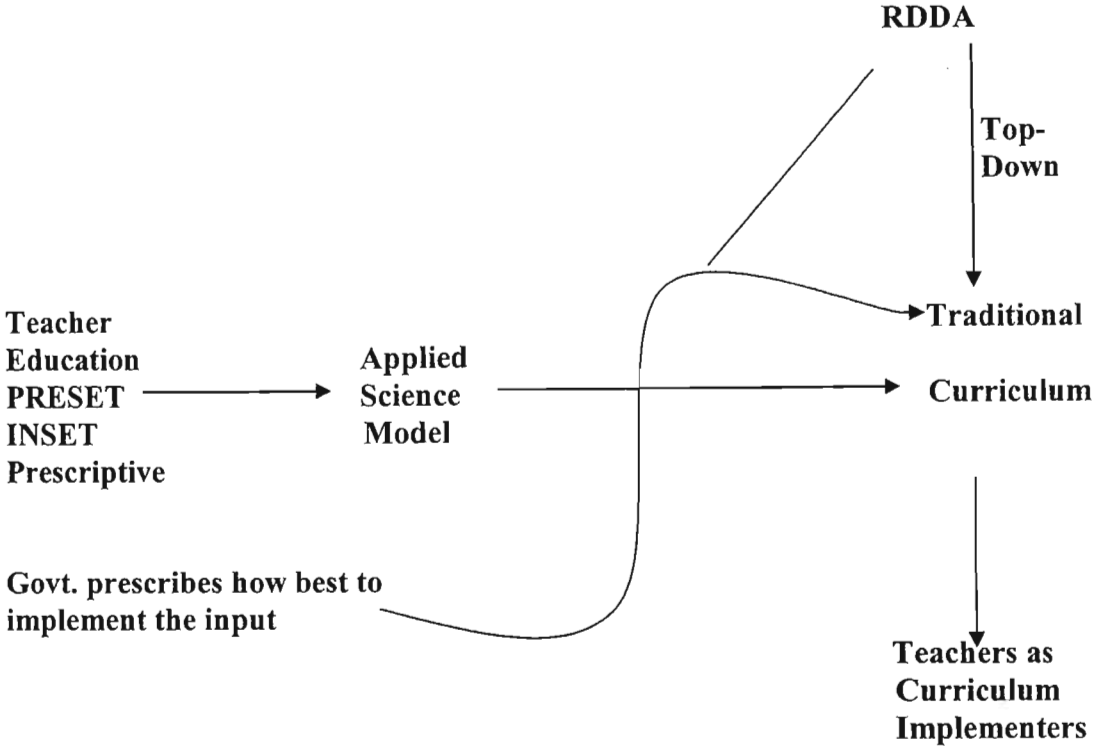 RDDA
Top-
Down
Traditional
Curriculum
Teacher
Education
PRESET
INSET
Prescriptive
Applied
Science
Model
Govt. prescribes how best to
implement the input
Teachers as
Curriculum
Implementers